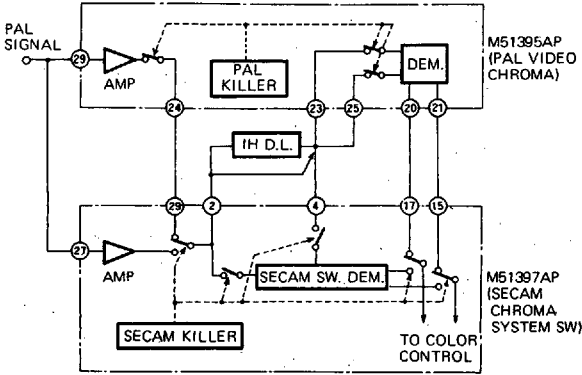 PAL
SIGNAL
29
AMP
PAL
KILLER
DEM.
M51395AP
(PAL VIDEO
CHROMA)
24
23
25
20
21
1H D.L.
29
2
4
17
15
27
AMP
SECAM SW. DEM.
SECAM KILLER
M51397AP
(SECAM
CHROMA
SYSTEM SW)
TO COLOR
CONTROL